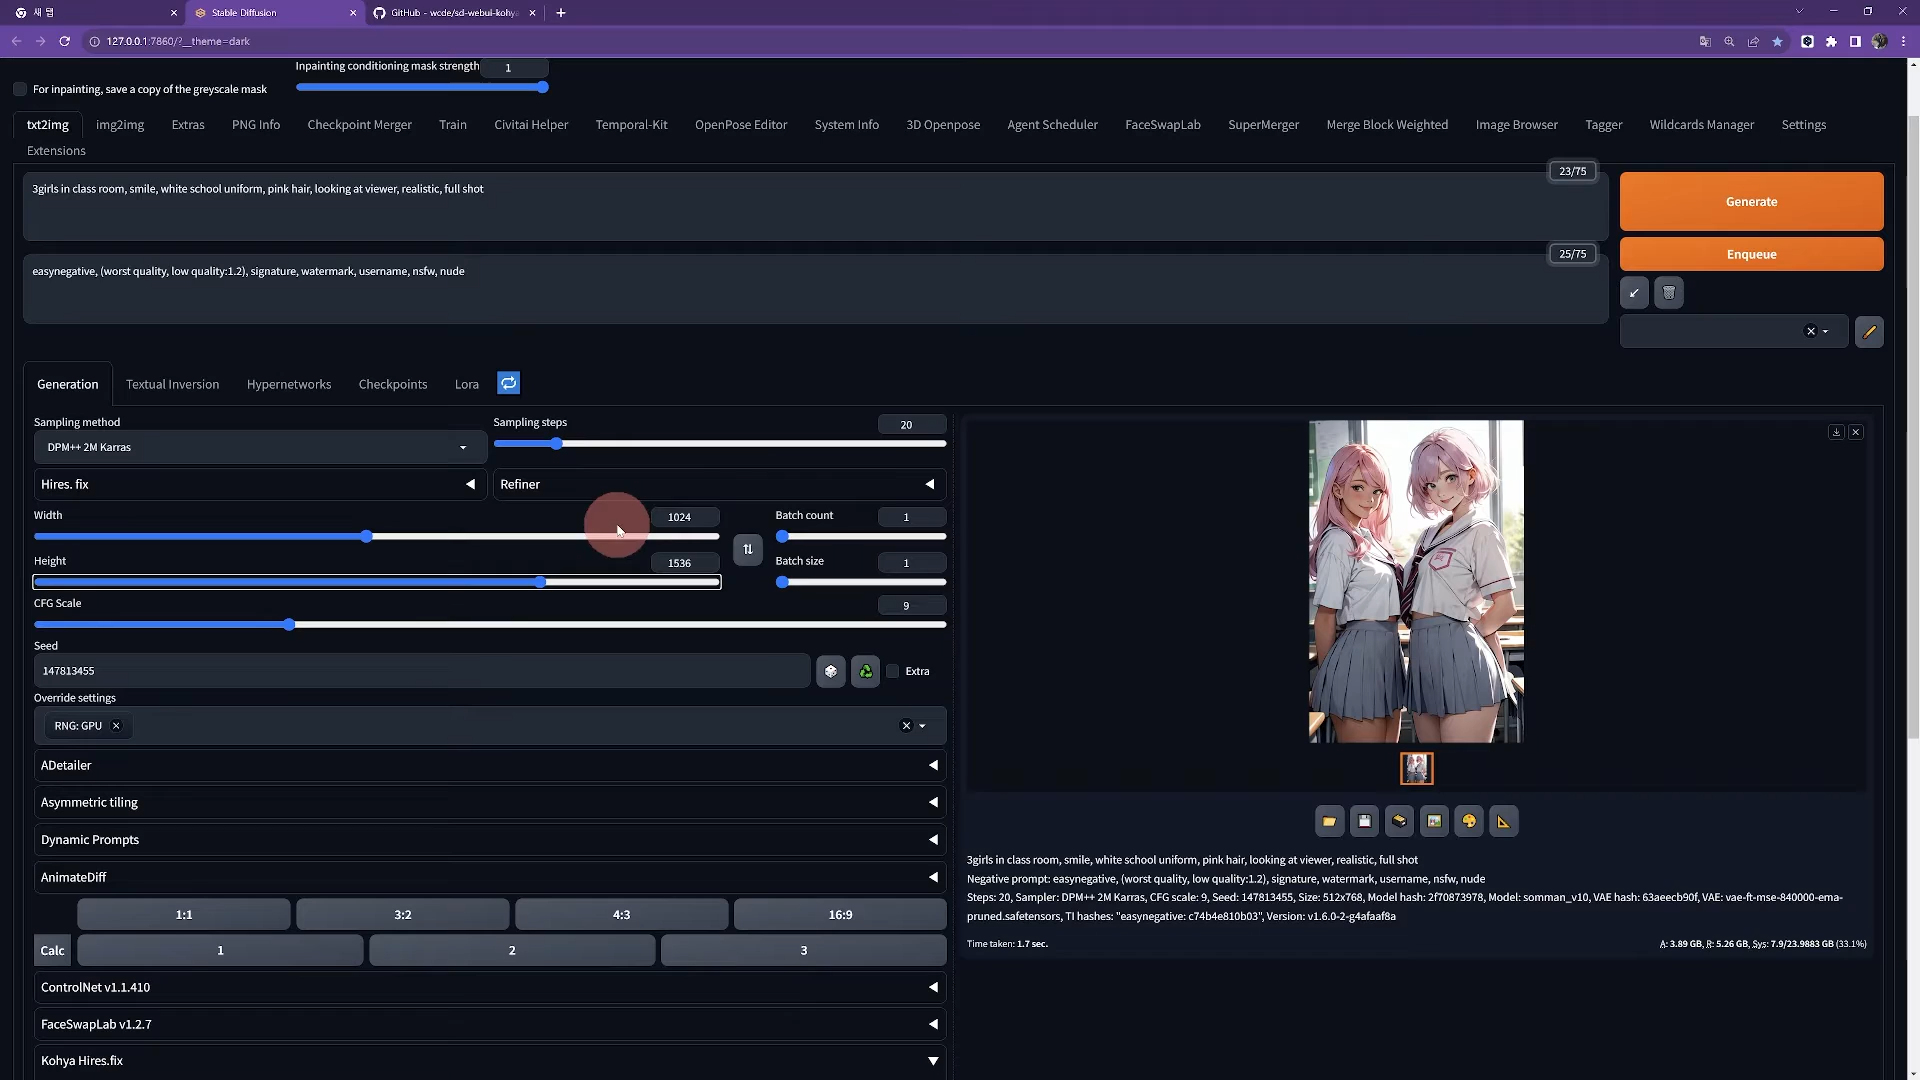 새 탭
Stable Diffusion
GitHub - wcde/sd-webui-kohya
127.0.0.1:7860/?__theme=dark
Inpainting conditioning mask strength 1
For inpainting, save a copy of the greyscale mask
txt2img img2img Extras PNG Info Checkpoint Merger Train Civitai Helper Temporal-Kit OpenPose Editor System Info 3D Openpose Agent Scheduler FaceSwapLab SuperMerger Merge Block Weighted Image Browser Tagger Wildcards Manager Settings
Extensions
23/75
3girls in class room, smile, white school uniform, pink hair, looking at viewer, realistic, full shot
Generate
25/75
Enqueue
easynegative, (worst quality, low quality:1.2), signature, watermark, username, nsfw, nude
Generation Textual Inversion Hypernetworks Checkpoints Lora
Sampling method
DPM++ 2M Karras
Sampling steps 20
Hires. fix
Refiner
Width 1024
Batch count 1
Height 1536
Batch size 1
CFG Scale 9
Seed
147813455
Extra
Override settings
RNG: GPU
ADetailer
Asymmetric tiling
Dynamic Prompts
AnimateDiff
1:1 3:2 4:3 16:9
Calc 1 2 3
ControlNet v1.1.410
FaceSwapLab v1.2.7
Kohya Hires.fix
3girls in class room, smile, white school uniform, pink hair, looking at viewer, realistic, full shot
Negative prompt: easynegative, (worst quality, low quality:1.2), signature, watermark, username, nsfw, nude
Steps: 20, Sampler: DPM++ 2M Karras, CFG scale: 9, Seed: 147813455, Size: 512x768, Model hash: 2f70873978, Model: somman_v10, VAE hash: 63aeecb90f, VAE: vae-ft-mse-840000-ema-
pruned.safetensors, TI hashes: "easynegative: c74b4e810b03", Version: v1.6.0-2-g4afaaf8a
Time taken: 1.7 sec.
A: 3.89 GB, R: 5.26 GB, Sys: 7.9/23.9883 GB (33.1%)